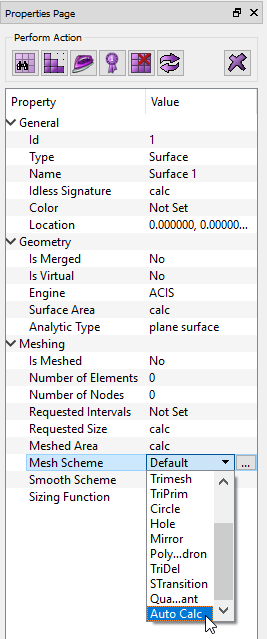 Properties Page
Perform Action
Property Value
General
Id 1
Type Surface
Name Surface 1
Idless Signature calc
Color Not Set
Location 0.000000, 0.00000...
Geometry
Is Merged No
Is Virtual No
Engine ACIS
Surface Area calc
Analytic Type plane surface
Meshing
Is Meshed No
Number of Elements 0
Number of Nodes 0
Requested Intervals Not Set
Requested Size calc
Meshed Area calc
Mesh Scheme Default ...
Smooth Scheme
Sizing Function
Trimesh
TriPrim
Circle
Hole
Mirror
Poly...dron
TriDel
STransition
Qua...ant
Auto Calc